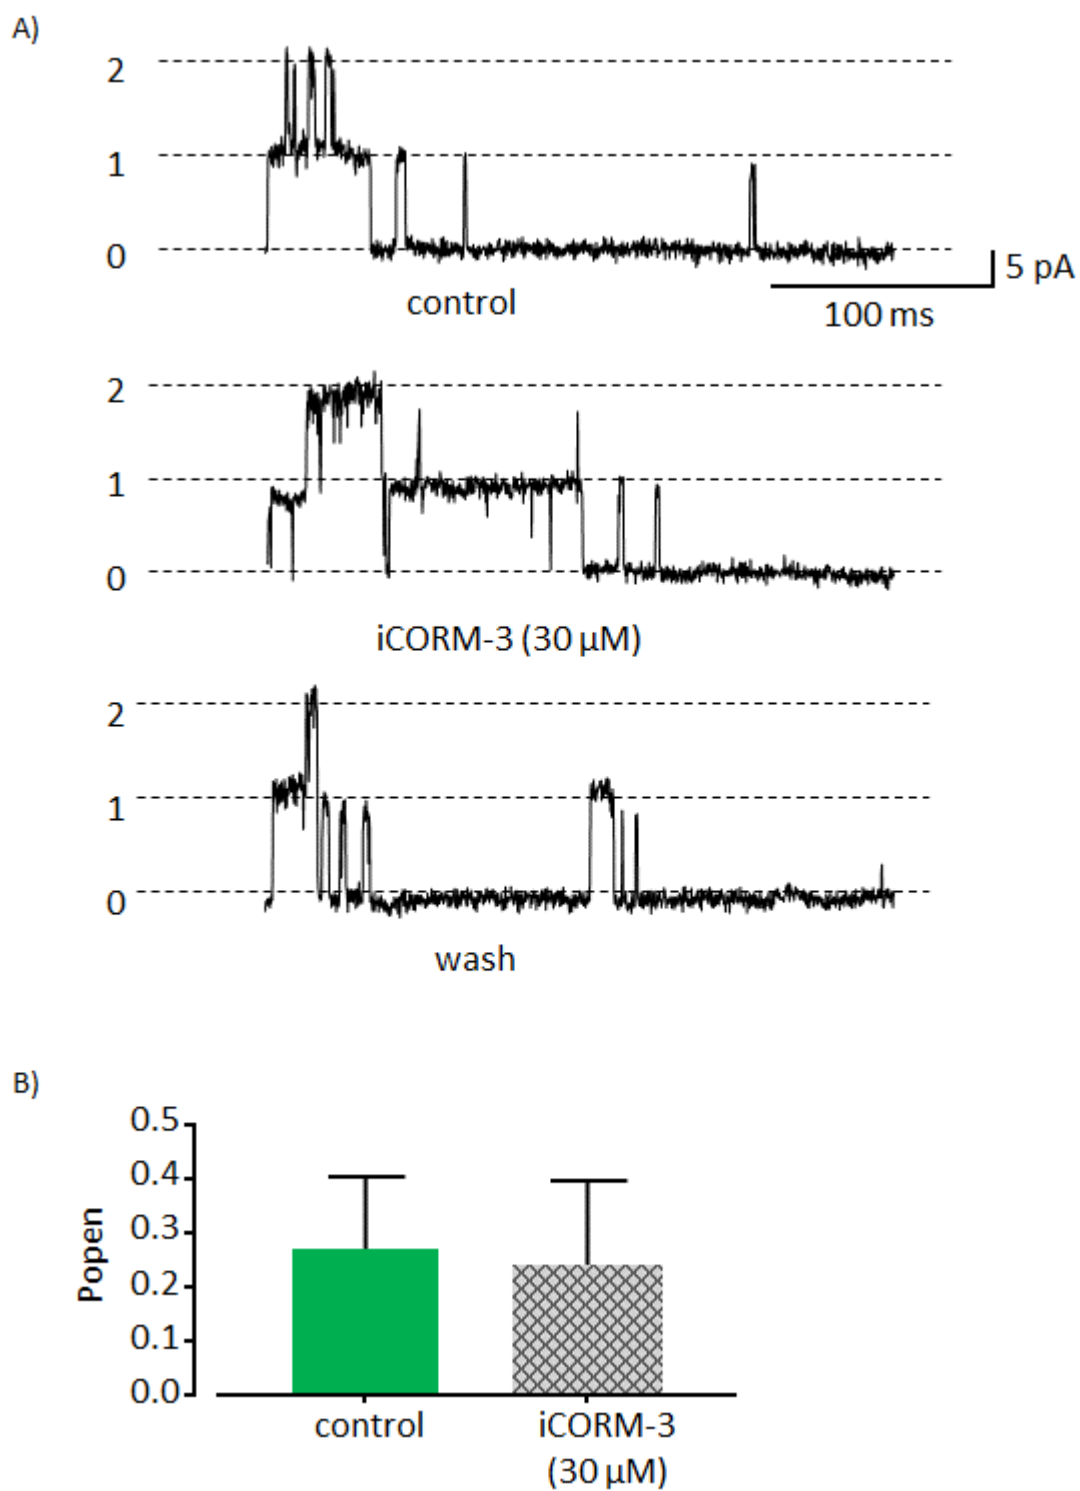 A)
2
1
0
control
5 pA
100 ms
2
1
0
iCORM-3 (30 µM)
2
1
0
wash
B)
Popen
0.5
0.4
0.3
0.2
0.1
0.0
control
iCORM-3
(30 µM)